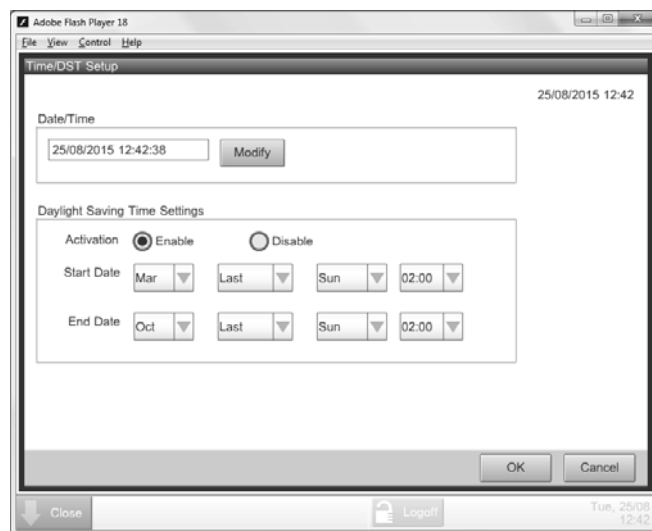 Adobe Flash Player 18
File View Control Help
Time/DST Setup
25/08/2015 12:42
Date/Time
25/08/2015 12:42:38 Modify
Daylight Saving Time Settings
Activation Enable Disable
Start Date Mar Last Sun 02:00
End Date Oct Last Sun 02:00
OK Cancel
Close Logoff Tue, 25/08
12:42